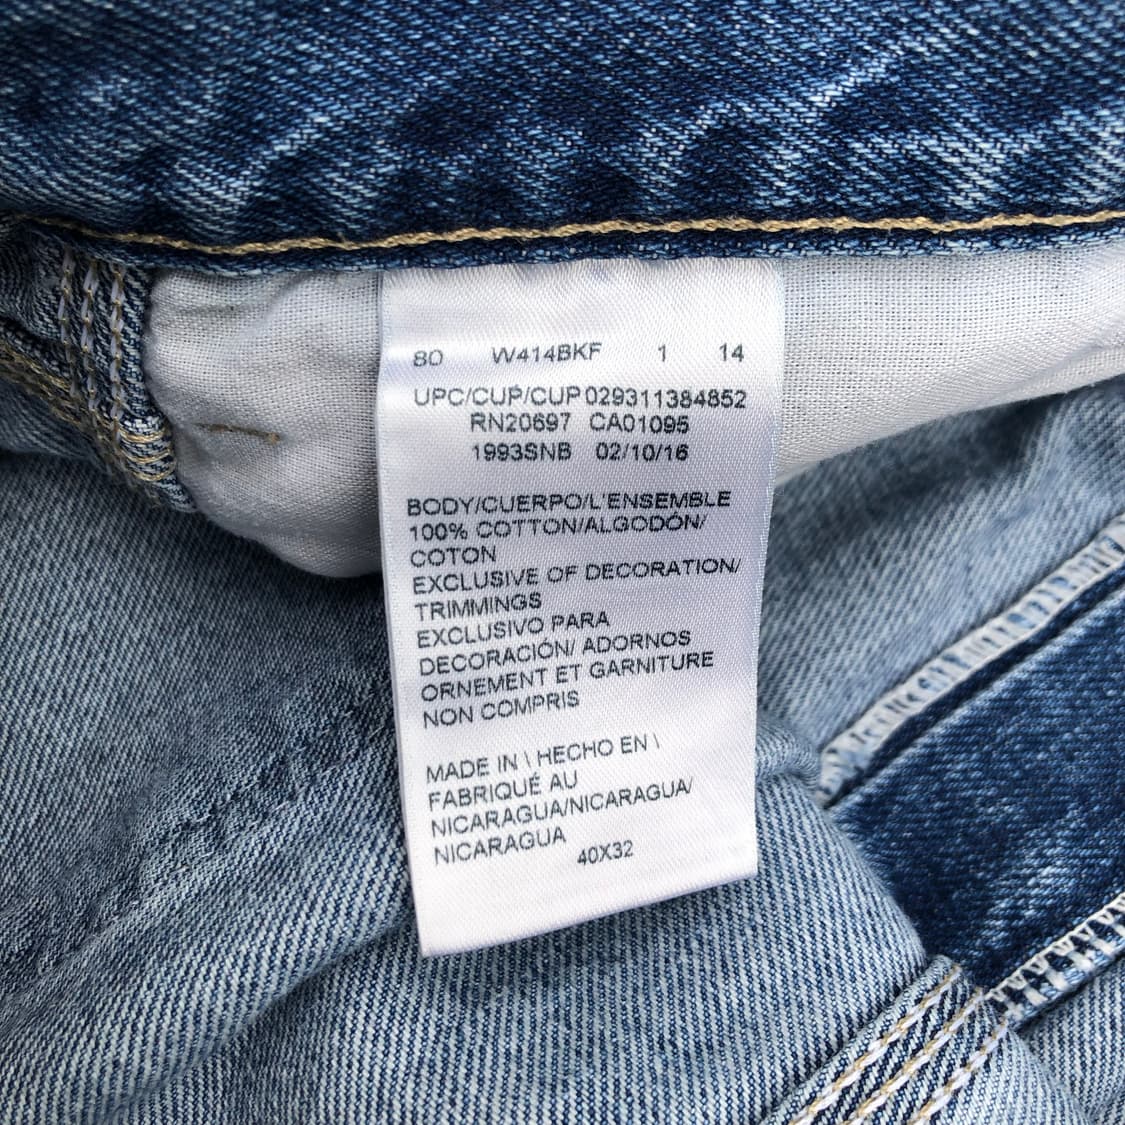 80 W414BKF 1 14
UPC/CUP/CUP029311384852
RN20697 CA01095
1993SNB 02/10/16
BODY/CUERPO/L'ENSEMBLE
100% COTTON/ALGODÓN/
COTON
EXCLUSIVE OF DECORATION/
TRIMMINGS
EXCLUSIVO PARA
DECORACIÓN/ ADORNOS
ORNEMENT ET GARNITURE
NON COMPRIS
MADE IN \ HECHO EN \
FABRIQUÉ AU
NICARAGUA/NICARAGUA/
NICARAGUA
40X32